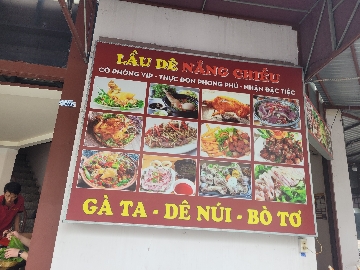 LẨU DÊ NẮNG CHIỀU
CÓ PHÒNG VIP - THỰC ĐƠN PHONG PHÚ - NHẬN ĐẶC TIỆC
GÀ TA - DÊ NÚI - BÒ TƠ